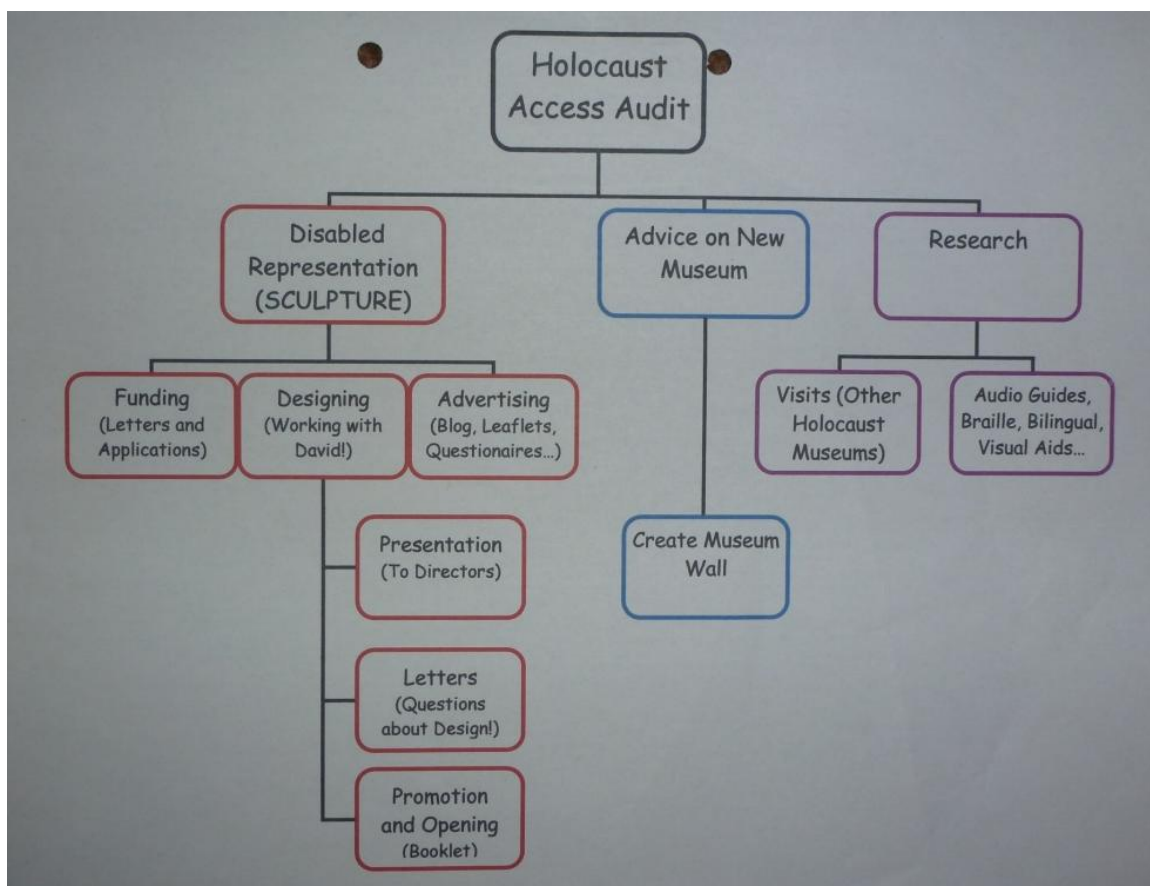 Holocaust
Access Audit
Disabled
Representation
(SCULPTURE)
Advice on New
Museum
Research
Funding
(Letters and
Applications)
Designing
(Working with
David!)
Advertising
(Blog, Leaflets,
Questionaires...)
Visits (Other
Holocaust
Museums)
Audio Guides,
Braille, Bilingual,
Visual Aids...
Presentation
(To Directors)
Create Museum
Wall
Letters
(Questions
about Design!)
Promotion
and Opening
(Booklet)